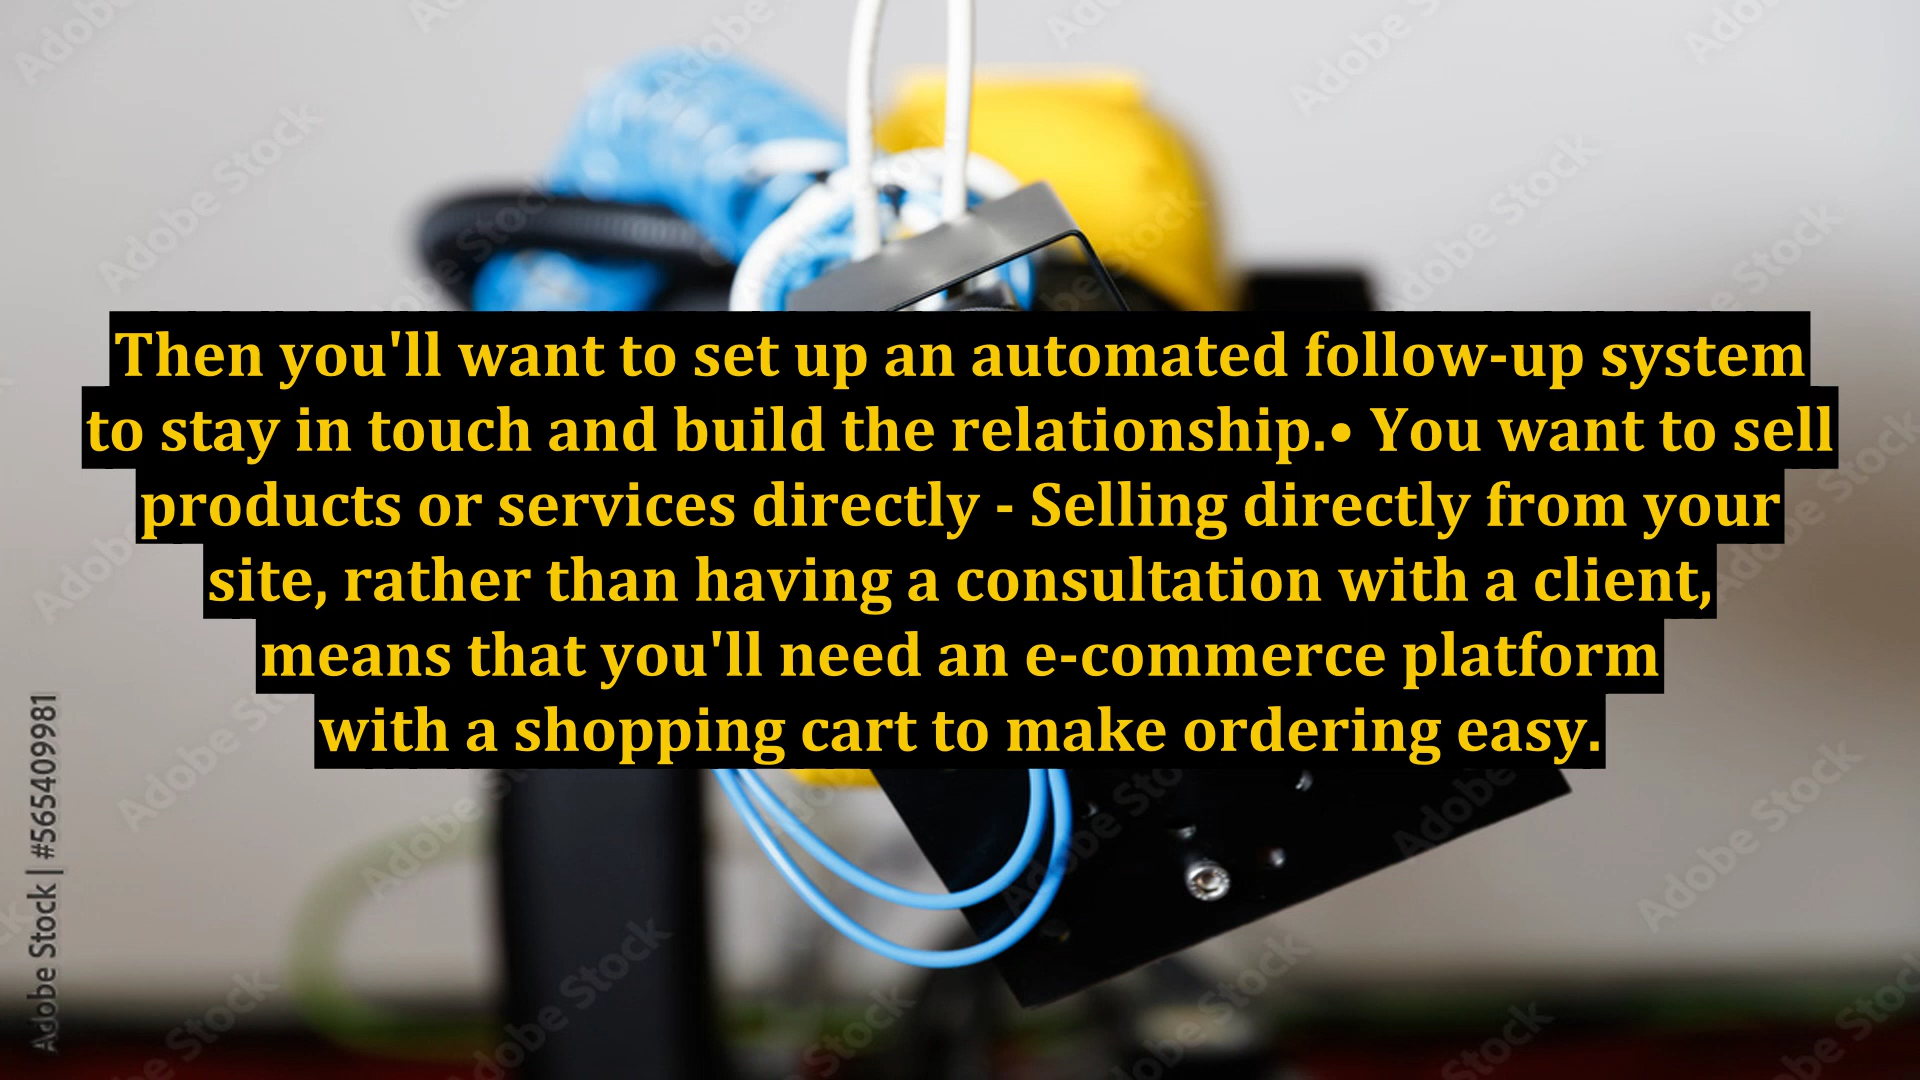 Then you'll want to set up an automated follow-up system
to stay in touch and build the relationship.• You want to sell
products or services directly - Selling directly from your
site, rather than having a consultation with a client,
means that you'll need an e-commerce platform
with a shopping cart to make ordering easy.
Adobe Stock | #565409981
Adobe Stock